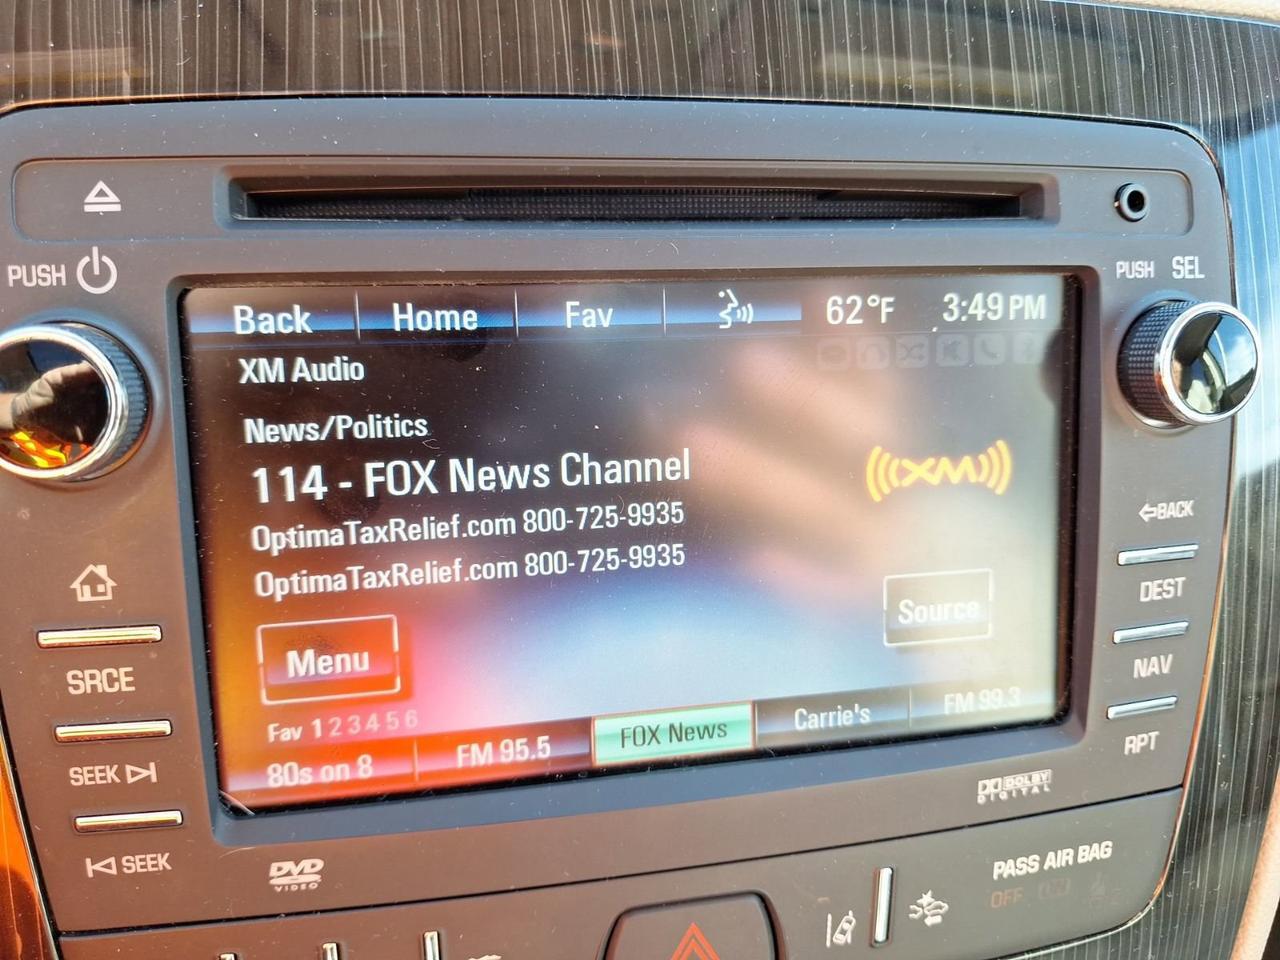 PUSH
PUSH SEL
Back Home Fav 62°F 3:49 PM
XM Audio
News/Politics
114 - FOX News Channel
((XM))
OptimaTaxRelief.com 800-725-9935
OptimaTaxRelief.com 800-725-9935
Source
Menu
Fav 1 2 3 4 5 6
80s on 8 FM 95.5 FOX News Carrie's FM 99.3
SRCE
SEEK
SEEK
BACK
DEST
NAV
RPT
DVD
VIDEO
DOLBY
DIGITAL
PASS AIR BAG
OFF